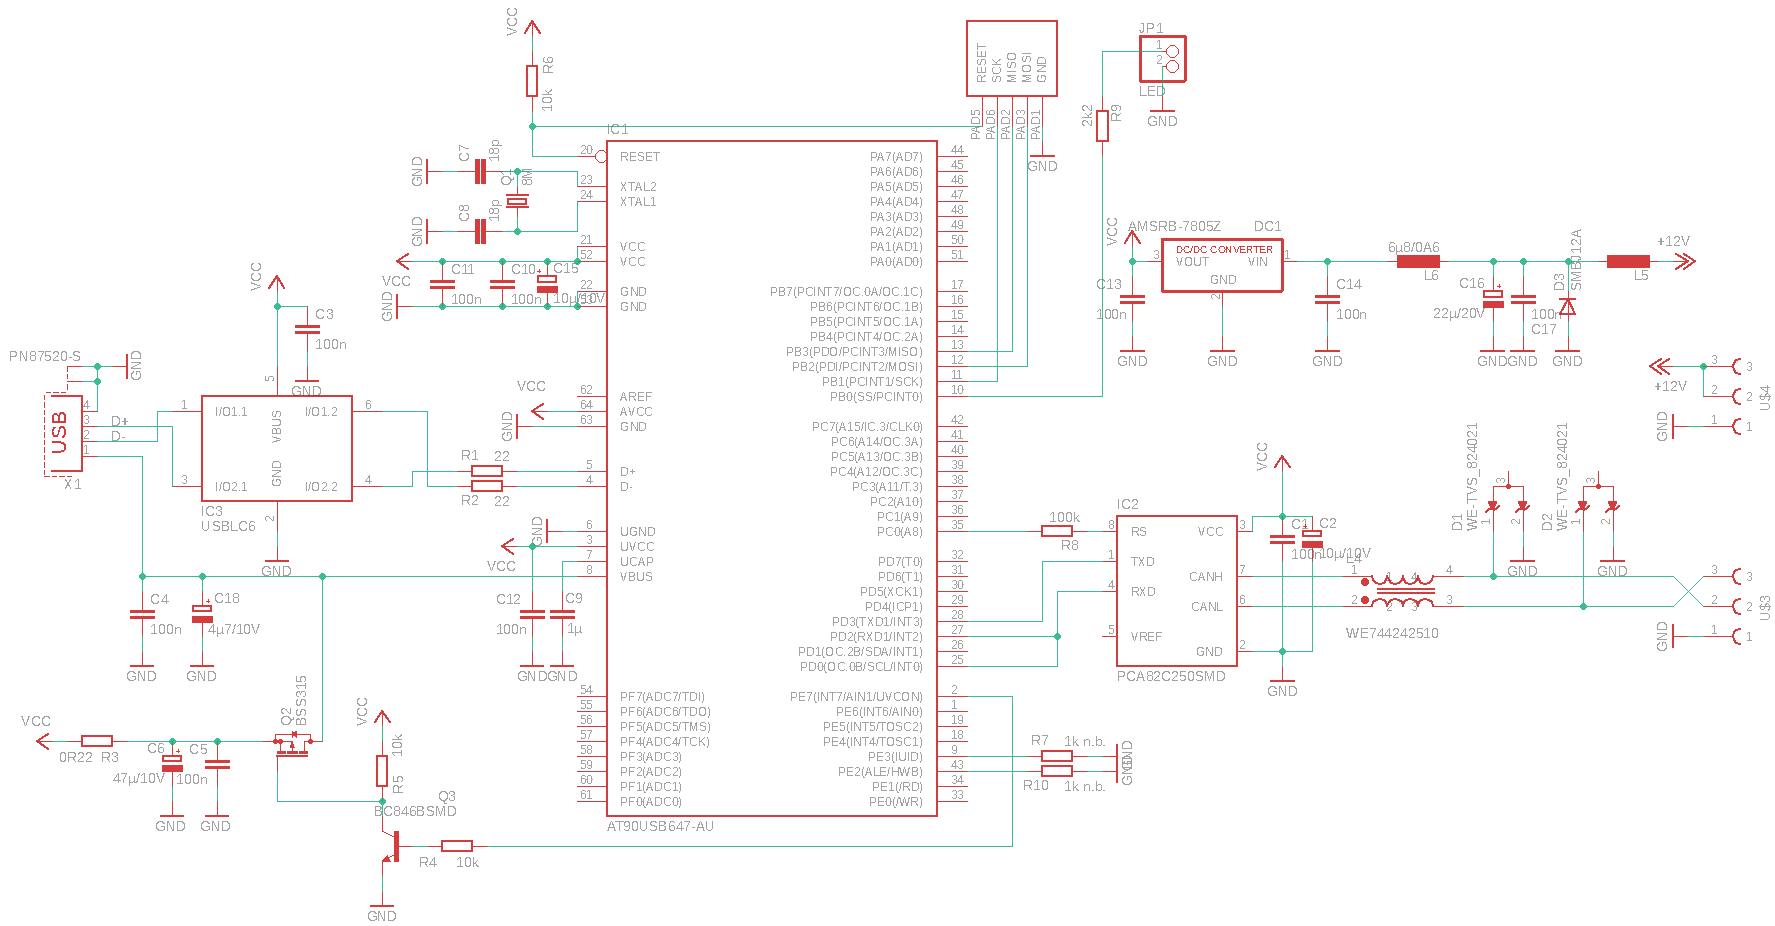 VCC
R6
10k
RESET
SCK
MISO
MOSI
GND
PAD5
PAD6
PAD2
PAD3
PAD1
GND
JP1
1
2
LED
GND
2k2
R9
IC1
20
RESET
23
XTAL2
24
XTAL1
21
VCC
52
VCC
22
GND
GND
62
AREF
64
AVCC
63
GND
5
D+
4
D-
6
UGND
3
UVCC
7
UCAP
8
VBUS
54
PF7(ADC7/TDI)
55
PF6(ADC6/TDO)
56
PF5(ADC5/TMS)
57
PF4(ADC4/TCK)
58
PF3(ADC3)
59
PF2(ADC2)
60
PF1(ADC1)
61
PF0(ADC0)
AT90USB647-AU
PA7(AD7)
44
PA6(AD6)
45
PA5(AD5)
46
PA4(AD4)
47
PA3(AD3)
48
PA2(AD2)
49
PA1(AD1)
50
PA0(AD0)
51
PB7(PCINT7/OC.0A/OC.1C)
17
PB6(PCINT6/OC.1B)
16
PB5(PCINT5/OC.1A)
15
PB4(PCINT4/OC.2A)
14
PB3(PDO/PCINT3/MISO)
13
PB2(PDI/PCINT2/MOSI)
12
PB1(PCINT1/SCK)
11
PB0(SS/PCINT0)
10
PC7(A15/IC.3/CLK0)
42
PC6(A14/OC.3A)
41
PC5(A13/OC.3B)
40
PC4(A12/OC.3C)
39
PC3(A11/T.3)
38
PC2(A10)
37
PC1(A9)
36
PC0(A8)
35
PD7(T0)
32
PD6(T1)
31
PD5(XCK1)
30
PD4(ICP1)
29
PD3(TXD1/INT3)
28
PD2(RXD1/INT2)
27
PD1(OC.2B/SDA/INT1)
26
PD0(OC.0B/SCL/INT0)
25
PE7(INT7/AIN1/UVCON)
2
PE6(INT6/AIN0)
1
PE5(INT5/TOSC2)
19
PE4(INT4/TOSC1)
18
PE3(IUID)
9
PE2(ALE/HWB)
43
PE1(/RD)
34
PE0(/WR)
33
GND
C7
18p
GND
C8
18p
8M
VCC
GND
C11
100n
C10
100n
C15
10µ/10V
VCC
C3
100n
GND
PN87520-S
GND
USB
4
3
2
1
D+
D-
X1
5
1
I/O1.1
I/O1.2
6
VBUS
GND
3
I/O2.1
I/O2.2
4
IC3
USBLC6
2
GND
R1
22
R2
22
VCC
GND
GND
VCC
C12
100n
GND
C9
1µ
GND
C4
100n
GND
C18
4µ7/10V
GND
VCC
0R22
R3
C6
47µ/10V
GND
C5
100n
GND
Q2
BSS315
VCC
10k
R5
Q3
BC846BSMD
R4
10k
GND
R7
1k n.b.
R10
1k n.b.
GND
GND
VCC
AMSRB-7805Z
DC1
DC/DC CONVERTER
3
VOUT
VIN
1
GND
2
C13
100n
GND
GND
C14
100n
GND
6µ8/0A6
L6
C16
22µ/20V
GND
100n
C17
GND
D3
SMBJ12A
GND
L5
+12V
+12V
3
3
2
2
GND
1
1
US4
100k
R8
IC2
8
RS
VCC
3
1
TXD
CANH
7
4
RXD
CANL
6
5
VREF
GND
2
PCA82C250SMD
VCC
C1
100n
C2
10µ/10V
GND
L4
1
4
2
3
1
4
2
3
WE744242510
D1
WE-TVS_824021
3
1
2
GND
D2
WE-TVS_824021
3
1
2
GND
3
3
2
2
GND
1
1
US3